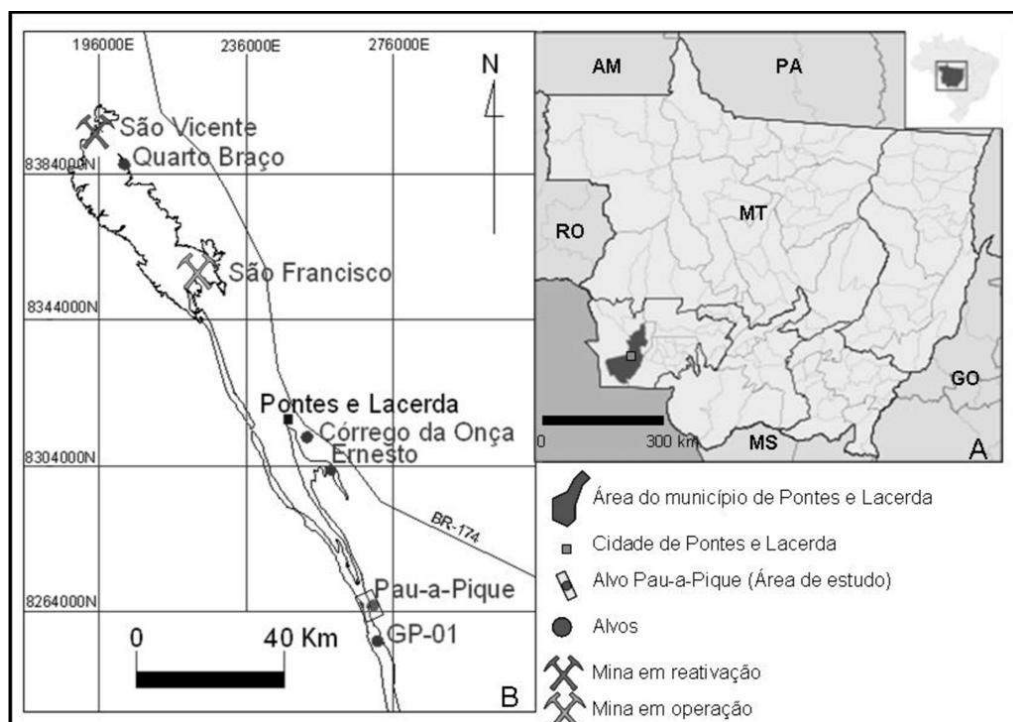 196000E
236000E
276000E
N
São Vicente
Quarto Braço
8384000N
São Francisco
8344000N
Pontes e Lacerda
Córrego da Onça
Ernesto
8304000N
BR-174
Pau-a-Pique
8264000N
GP-01
0
40 Km
B
AM
PA
MT
RO
GO
0
300 km
MS
A
Área do município de Pontes e Lacerda
Cidade de Pontes e Lacerda
Alvo Pau-a-Pique (Área de estudo)
Alvos
Mina em reativação
Mina em operação